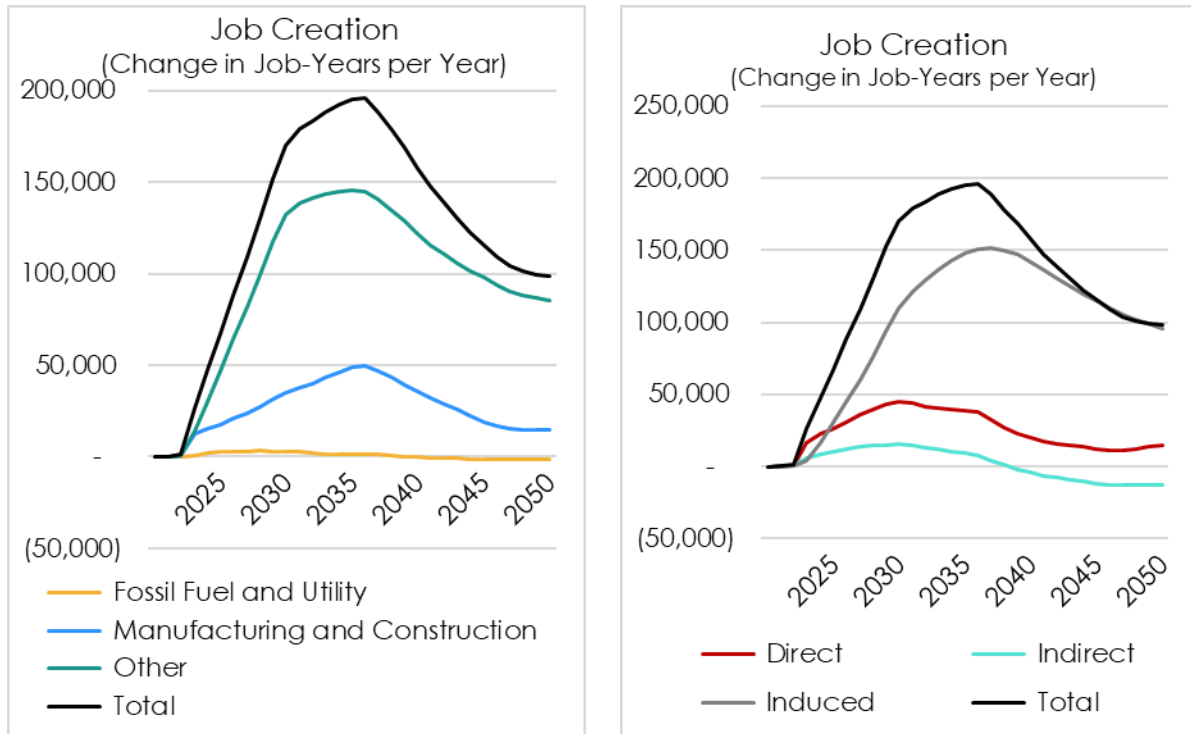 Job Creation
(Change in Job-Years per Year)
200,000
150,000
100,000
50,000
-
(50,000)
2025
2030
2035
2040
2045
2050
Fossil Fuel and Utility
Manufacturing and Construction
Other
Total
Job Creation
(Change in Job-Years per Year)
250,000
200,000
150,000
100,000
50,000
-
(50,000)
2025
2030
2035
2040
2045
2050
Direct
Indirect
Induced
Total